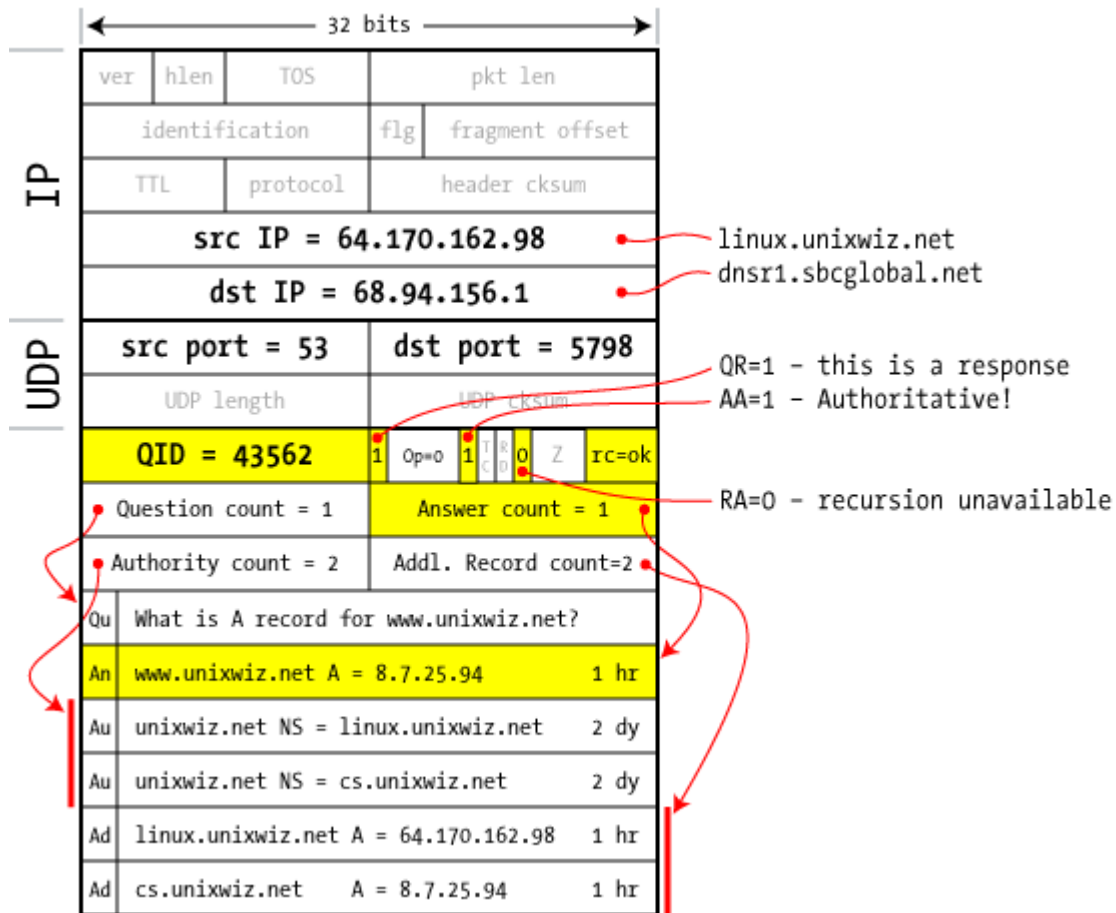 32 bits
ver hlen TOS pkt len
identification flg fragment offset
TTL protocol header cksum
IP
src IP = 64.170.162.98
linux.unixwiz.net
dst IP = 68.94.156.1
dnsr1.sbcglobal.net
UDP
src port = 53 dst port = 5798
QR=1 – this is a response
UDP length UDP cksum
AA=1 – Authoritative!
QID = 43562 1 Op=0 1 TC RD 0 Z rc=ok
RA=0 – recursion unavailable
Question count = 1 Answer count = 1
Authority count = 2 Addl. Record count=2
Qu What is A record for www.unixwiz.net?
An www.unixwiz.net A = 8.7.25.94 1 hr
Au unixwiz.net NS = linux.unixwiz.net 2 dy
Au unixwiz.net NS = cs.unixwiz.net 2 dy
Ad linux.unixwiz.net A = 64.170.162.98 1 hr
Ad cs.unixwiz.net A = 8.7.25.94 1 hr